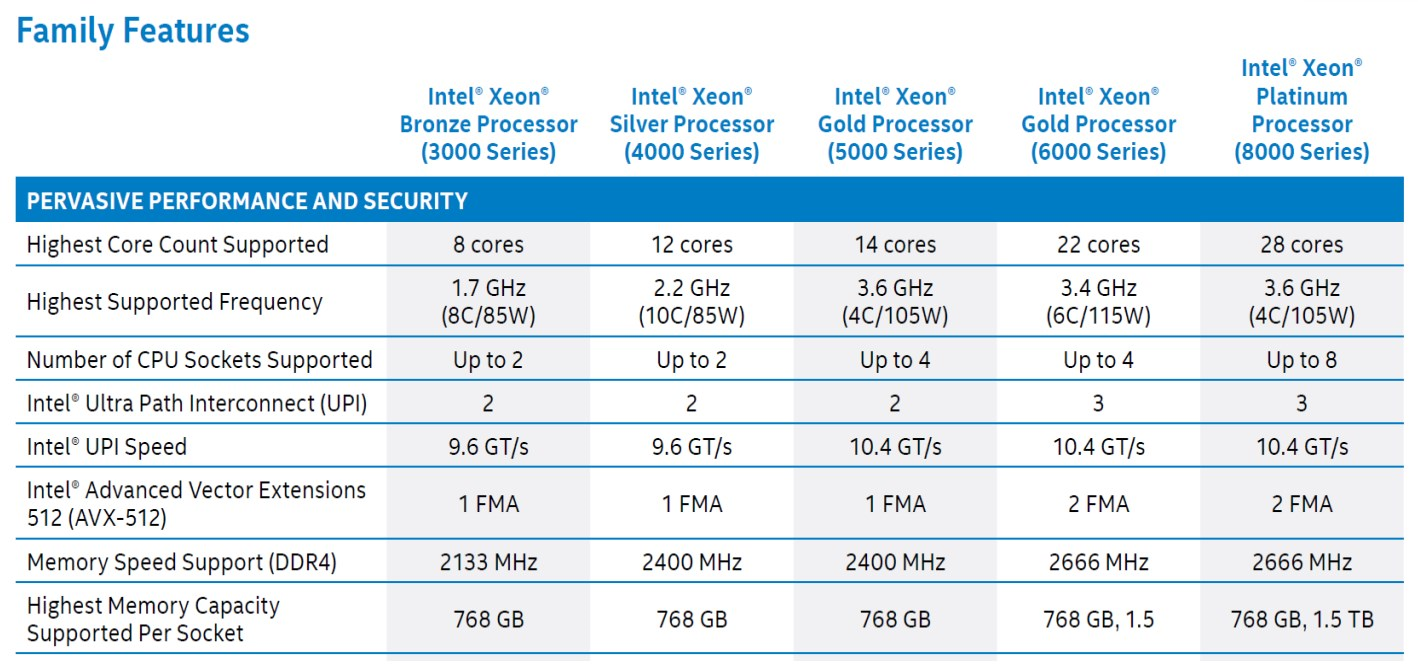 Family Features
Intel® Xeon® Bronze Processor (3000 Series)
Intel® Xeon® Silver Processor (4000 Series)
Intel® Xeon® Gold Processor (5000 Series)
Intel® Xeon® Gold Processor (6000 Series)
Intel® Xeon® Platinum Processor (8000 Series)
PERVASIVE PERFORMANCE AND SECURITY
Highest Core Count Supported 8 cores 12 cores 14 cores 22 cores 28 cores
Highest Supported Frequency 1.7 GHz (8C/85W) 2.2 GHz (10C/85W) 3.6 GHz (4C/105W) 3.4 GHz (6C/115W) 3.6 GHz (4C/105W)
Number of CPU Sockets Supported Up to 2 Up to 2 Up to 4 Up to 4 Up to 8
Intel® Ultra Path Interconnect (UPI) 2 2 2 3 3
Intel® UPI Speed 9.6 GT/s 9.6 GT/s 10.4 GT/s 10.4 GT/s 10.4 GT/s
Intel® Advanced Vector Extensions 512 (AVX-512) 1 FMA 1 FMA 1 FMA 2 FMA 2 FMA
Memory Speed Support (DDR4) 2133 MHz 2400 MHz 2400 MHz 2666 MHz 2666 MHz
Highest Memory Capacity Supported Per Socket 768 GB 768 GB 768 GB 768 GB, 1.5 768 GB, 1.5 TB